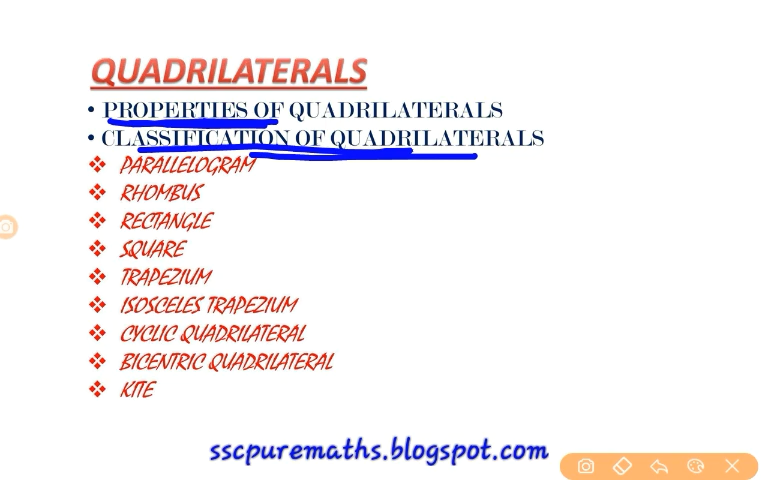 QUADRILATERALS
• PROPERTIES OF QUADRILATERALS
• CLASSIFICATION OF QUADRILATERALS
❖ PARALLELOGRAM
❖ RHOMBUS
❖ RECTANGLE
❖ SQUARE
❖ TRAPEZIUM
❖ ISOSCELES TRAPEZIUM
❖ CYCLIC QUADRILATERAL
❖ BICENTRIC QUADRILATERAL
❖ KITE
sscpuremaths.blogspot.com